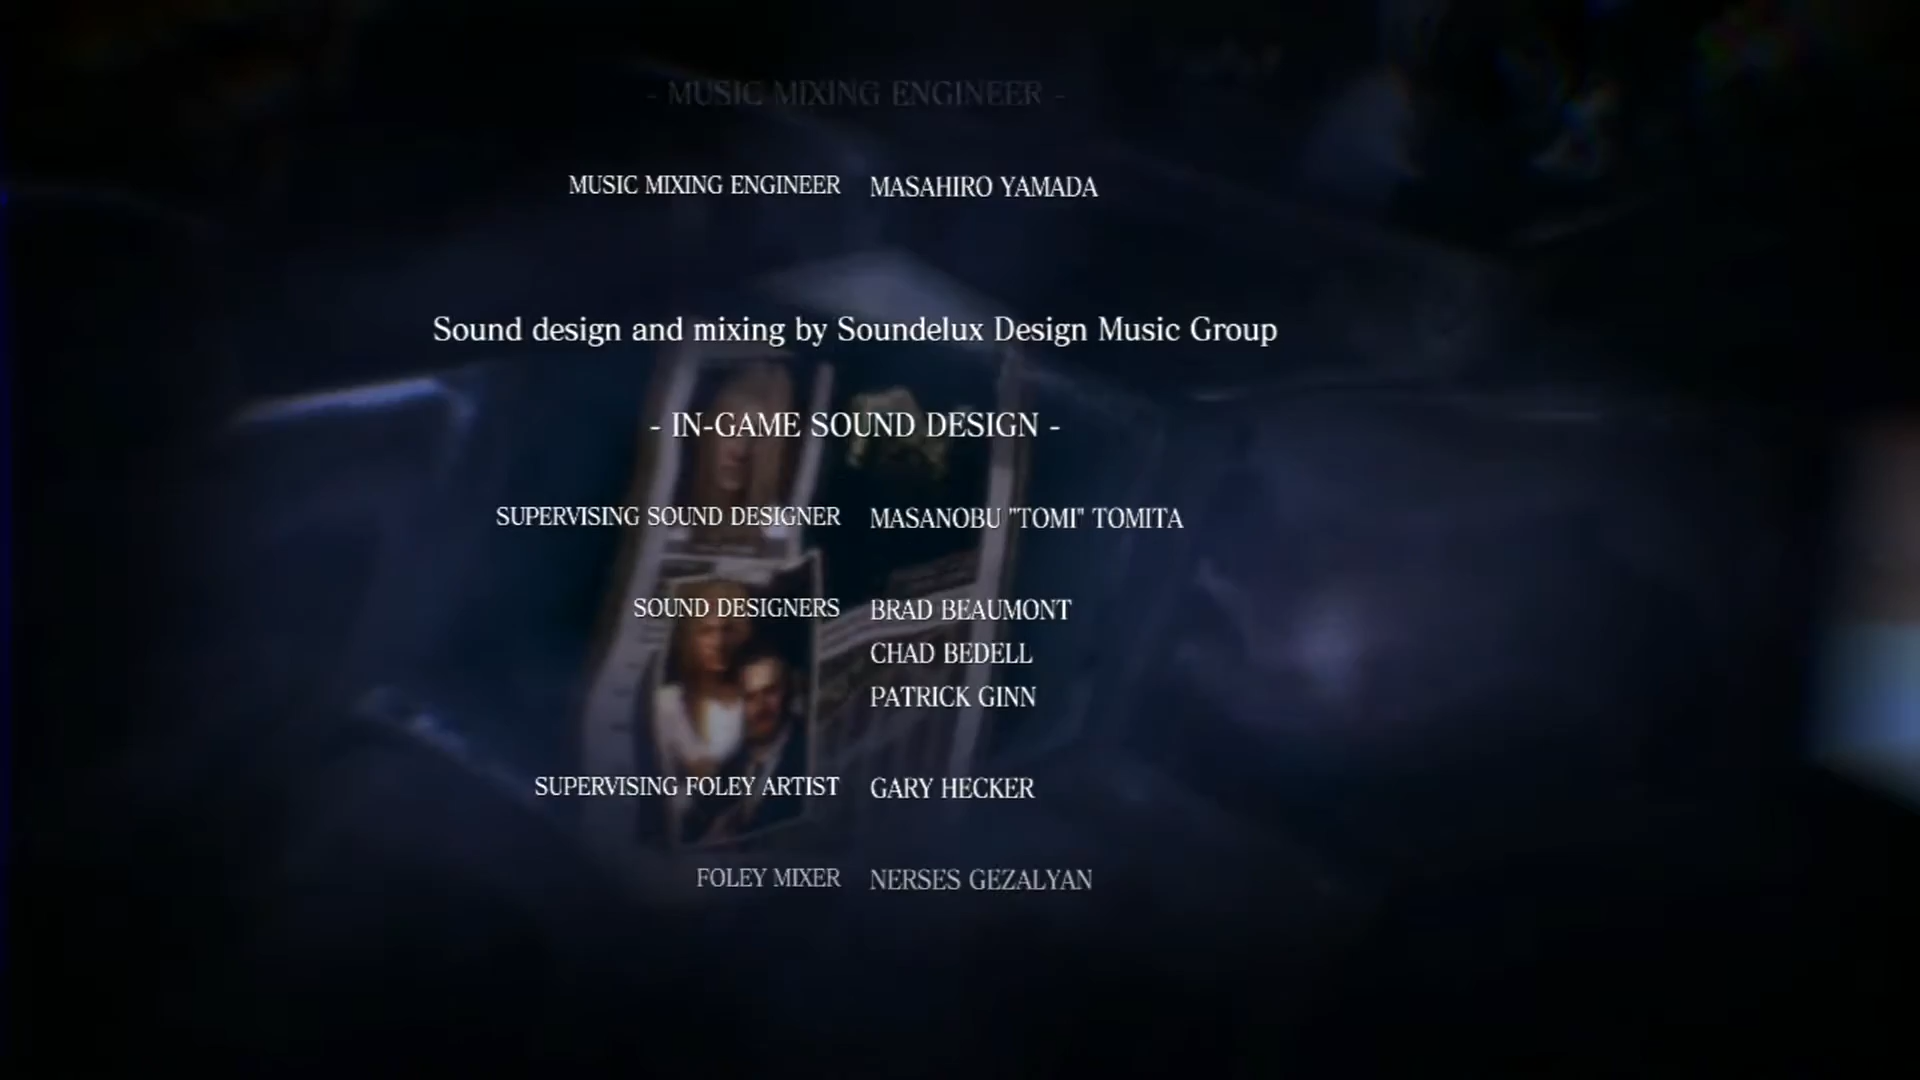 - MUSIC MIXING ENGINEER -
MUSIC MIXING ENGINEER MASAHIRO YAMADA
Sound design and mixing by Soundelux Design Music Group
- IN-GAME SOUND DESIGN -
SUPERVISING SOUND DESIGNER MASANOBU "TOMI" TOMITA
SOUND DESIGNERS BRAD BEAUMONT
CHAD BEDELL
PATRICK GINN
SUPERVISING FOLEY ARTIST GARY HECKER
FOLEY MIXER NERSES GEZALYAN